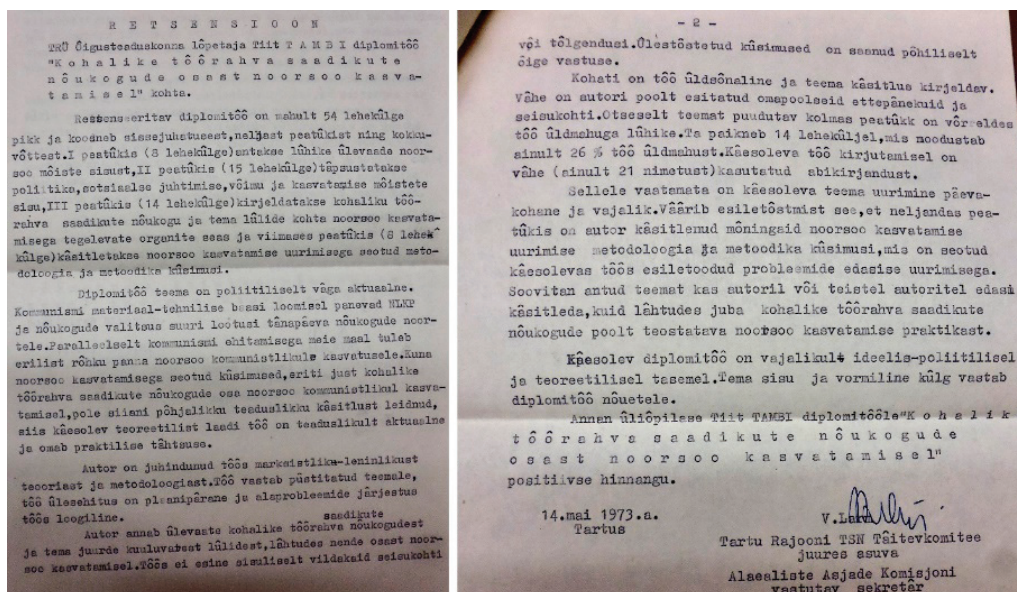 R E T S E N S I O O N
TRÜ Õigusteaduskonna lõpetaja Tiit T A M B I diplomitöö
"K o h a l i k e  t ö ö r a h v a  s a a d i k u t e
n õ u k o g u d e  o s a s t  n o o r s o o  k a s v a -
t a m i s e l" kohta.
Retsenseeritav diplomitöö on mahult 54 lehekülge
pikk ja koosneb sissejuhatusest,neljast peatükist ning kokku-
võttest.I peatükis (8 lehekülge)antakse lühike ülevaade noor-
soo mõiste sisust,II peatükis (15 lehekülge)täpsustatakse
poliitika,sotsiaalse juhtimise,võimu ja kasvatamise mõistete
sisu,III peatükis (14 lehekülge)kirjeldatakse kohaliku töö-
rahva saadikute nõukogu ja tema lülide kohta noorsoo kasvata-
misega tegelevate organite seas ja viimases peatükis (8 lehek
külge)käsitletakse noorsoo kasvatamise uurimisega seotud meto-
doloogia ja metoodika küsimusi.
Diplomitöö teema on poliitiliselt väga aktuaalne.
Kommunismi materiaal-tehnilise baasi loomisel panevad NLKP
ja nõukogude valitsus suuri lootusi tänapäeva nõukogude noor-
tele.Paralleelselt kommunismi ehitamisega meie maal tuleb
erilist rõhku panna noorsoo kommunistlikule kasvatusele.Kuna
noorsoo kasvatamisega seotud küsimused,eriti just kohalike
töörahva saadikute nõukogude osa noorsoo kommunistlikul kasva-
tamisel,pole siiani põhjalikku teaduslikku käsitlust leidnud,
siis käesolev teoreetilist laadi töö on teaduslikult aktuaalne
ja omab praktilise tähtsuse.
Autor on juhindunud töös marksistliku-leninlikust
teooriast ja metodoloogiast.Töö vastab püstitatud teemale,
töö ülesehitus on plaanipärane ja alaprobleemide järjestus
töös loogiline.
saadikute
Autor annab ülevaate kohalike töörahva nõukogudest
ja tema juurde kuuluvatest lülidest,lähtudes nende osast noor-
soo kasvatamisel.Töös ei esine sisuliselt vildakaid seisukohti
- 2 -
või tõlgendusi.Ülestõstetud küsimused on saanud põhiliselt
õige vastuse.
Kohati on töö üldsõnaline ja teema käsitlus kirjeldav.
Vähe on autori poolt esitatud omapoolseid ettepanekuid ja
seisukohti.Otseselt teemat puudutav kolmas peatükk on võrreldes
töö üldmahuga lühike.Ta paikneb 14 leheküljel,mis moodustab
ainult 26 % töö üldmahust.Käesoleva töö kirjutamisel on
vähe (ainult 21 nimetust)kasutatud abikirjandust.
Sellele vaatamata on käesoleva teema uurimine päeva-
kohane ja vajalik.Väärib esiletõstmist see,et neljandas pea-
tükis on autor käsitlenud mõningaid noorsoo kasvatamise
uurimise metodoloogia ja metoodika küsimusi,mis on seotud
käesolevas töös esiletoodud probleemide edasise uurimisega.
Soovitan antud teemat kas autoril või teistel autoritel edasi
käsitleda,kuid lähtudes juba kohalike töörahva saadikute
nõukogude poolt teostatava noorsoo kasvatamise praktikast.
Käesolev diplomitöö on vajalikult ideelis-poliitilisel
ja teoreetilisel tasemel.Tema sisu ja vormiline külg vastab
diplomitöö nõuetele.
Annan üliõpilase Tiit TAMBI diplomitööle"K o h a l i k
t ö ö r a h v a  s a a d i k u t e  n õ u k o g u d e
o s a s t  n o o r s o o  k a s v a t a m i s e l"
positiivse hinnangu.
14.mai 1973.a.
Tartus
V.
Tartu Rajooni TSN Täitevkomitee
juures asuva
Alaealiste Asjade Komisjoni
vastutav sekretär